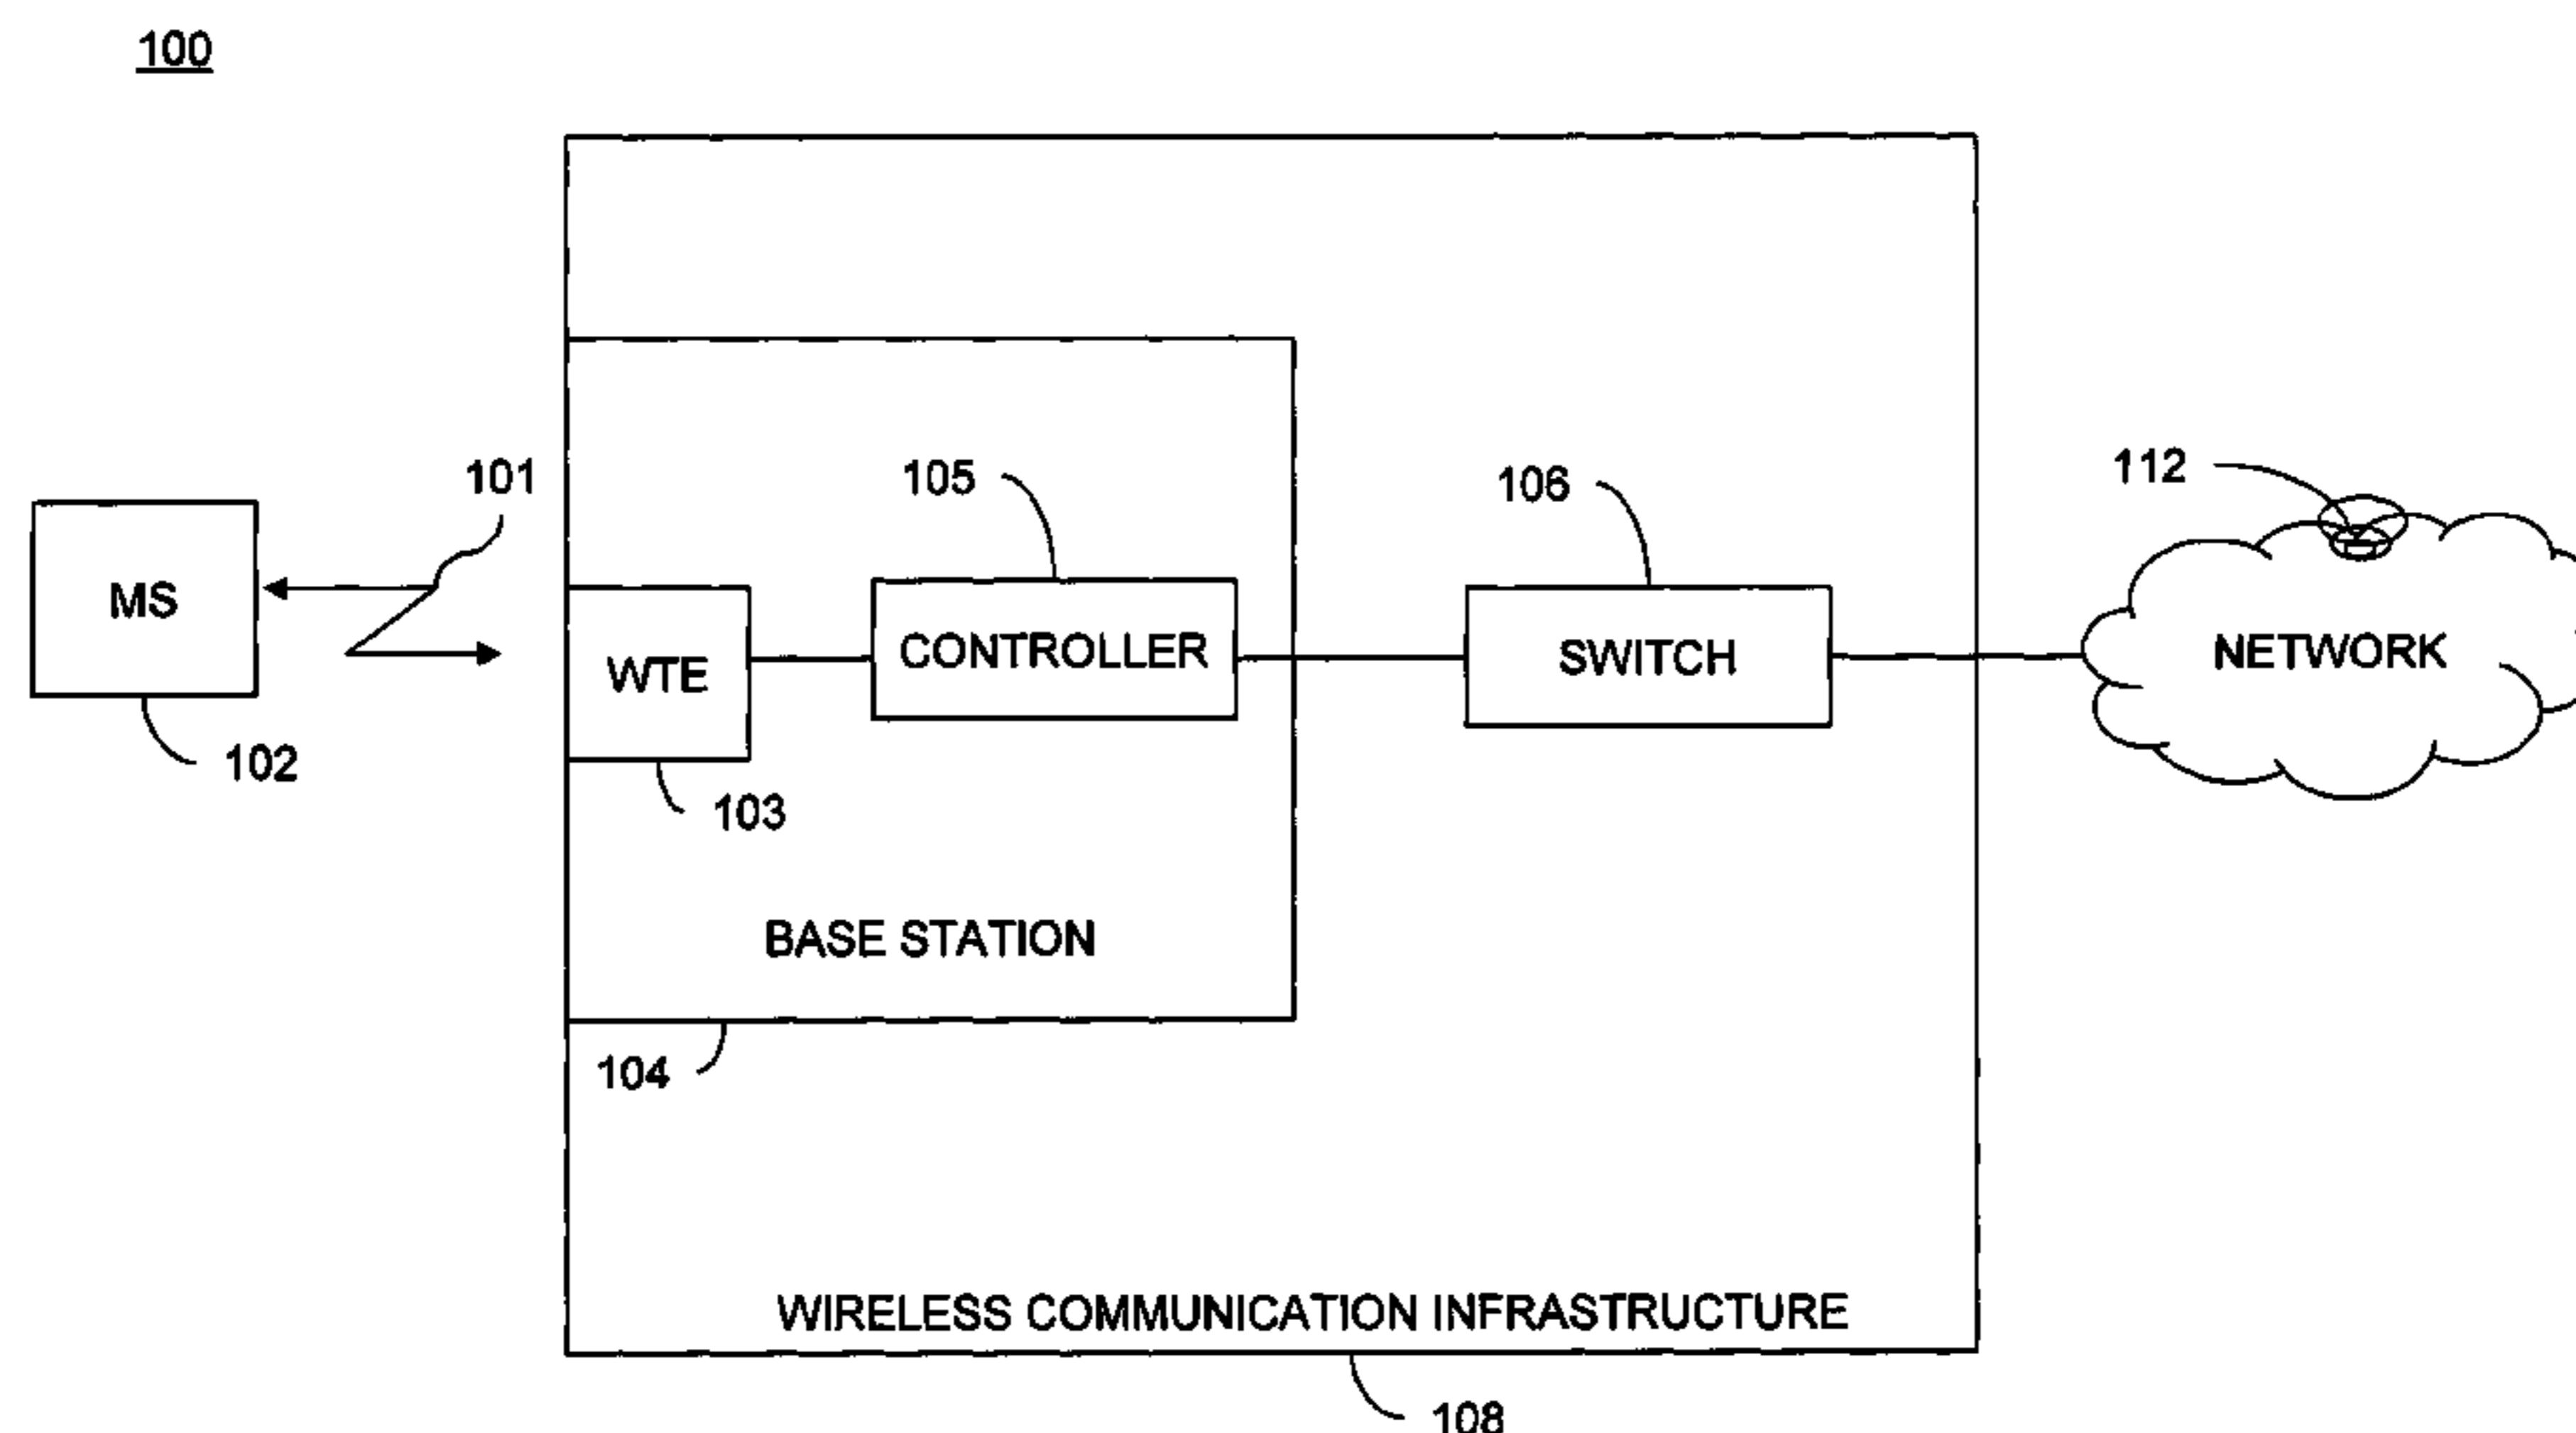 100
112
101
105
106
MS
CONTROLLER
SWITCH
NETWORK
WTE
102
103
BASE STATION
104
WIRELESS COMMUNICATION INFRASTRUCTURE
108